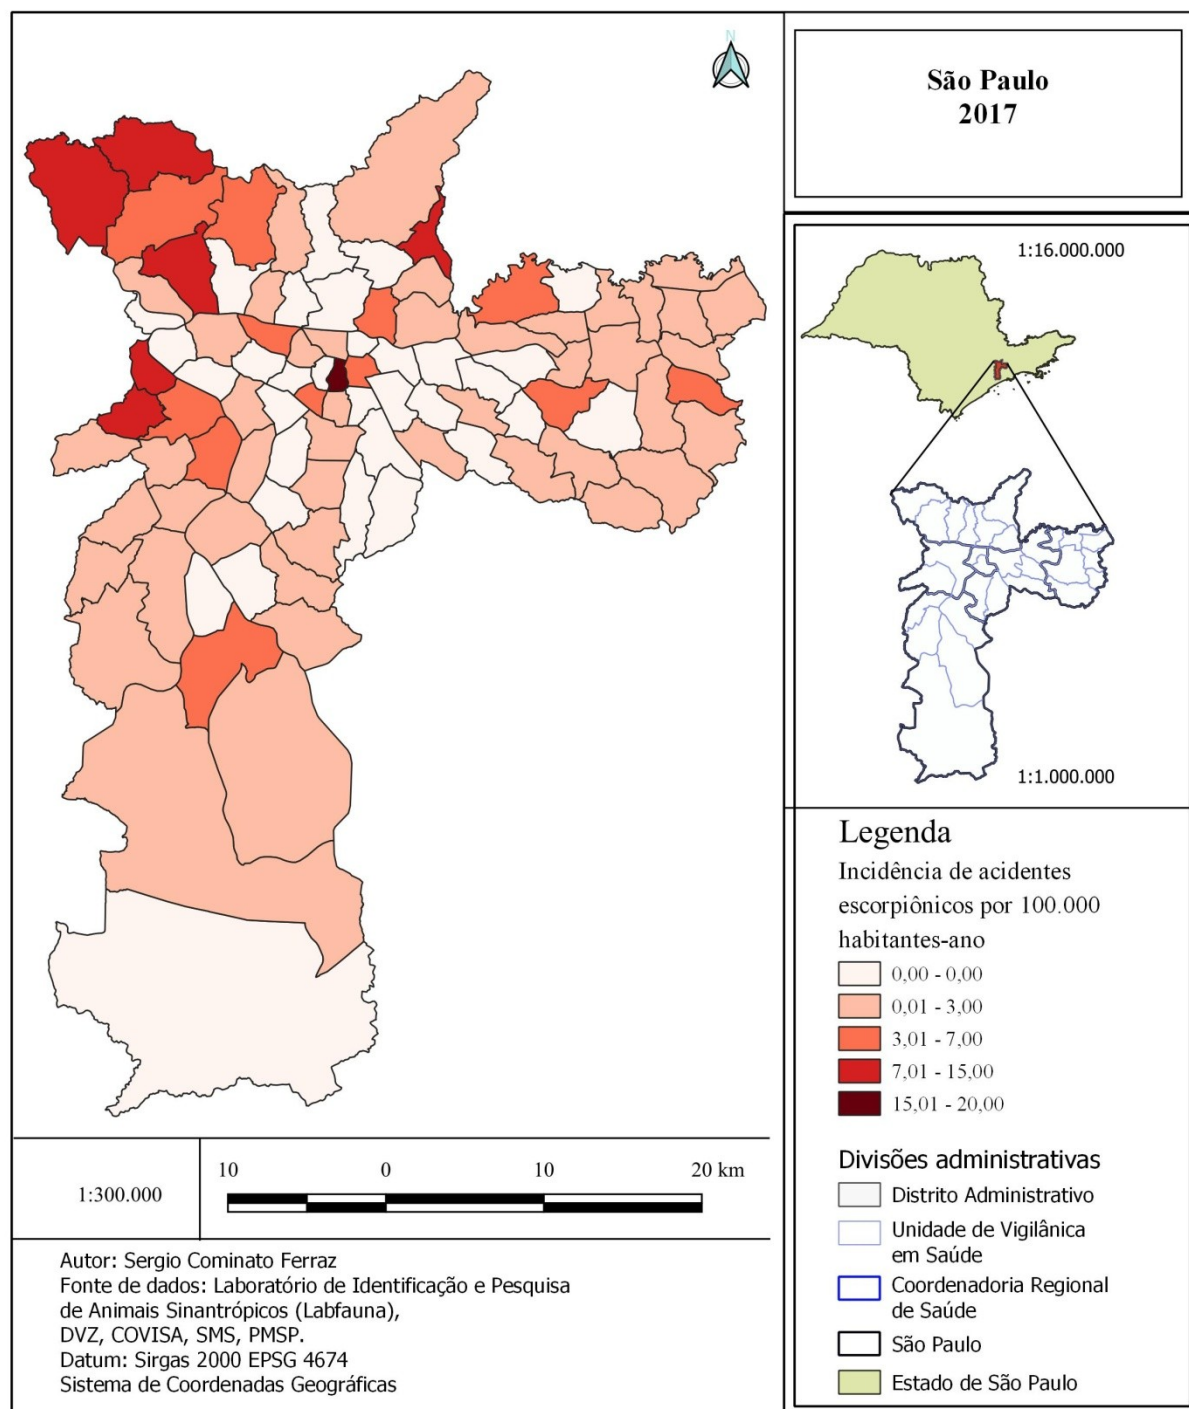 N
São Paulo
2017
1:16.000.000
1:1.000.000
Legenda
Incidência de acidentes
escorpiônicos por 100.000
habitantes-ano
0,00 - 0,00
0,01 - 3,00
3,01 - 7,00
7,01 - 15,00
15,01 - 20,00
Divisões administrativas
Distrito Administrativo
Unidade de Vigilânica
em Saúde
Coordenadoria Regional
de Saúde
São Paulo
Estado de São Paulo
1:300.000
10 0 10 20 km
Autor: Sergio Cominato Ferraz
Fonte de dados: Laboratório de Identificação e Pesquisa
de Animais Sinantrópicos (Labfauna),
DVZ, COVISA, SMS, PMSP.
Datum: Sirgas 2000 EPSG 4674
Sistema de Coordenadas Geográficas